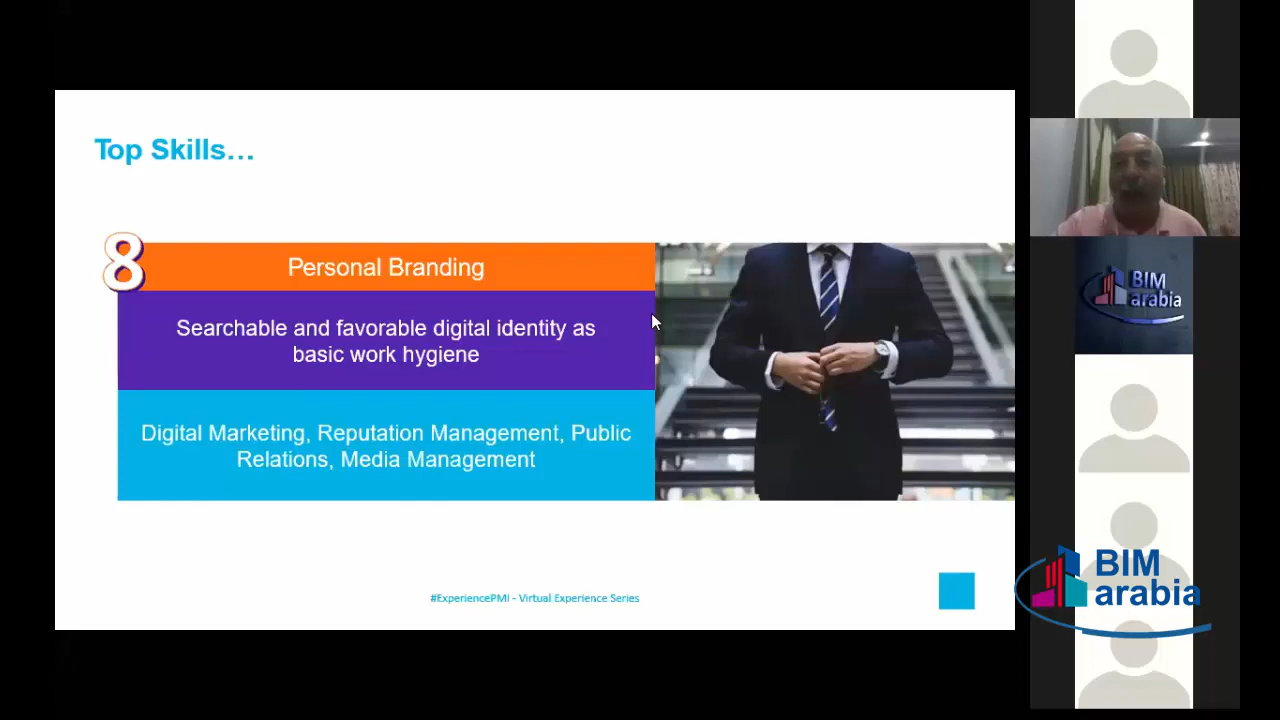 Top Skills…
8
Personal Branding
Searchable and favorable digital identity as
basic work hygiene
Digital Marketing, Reputation Management, Public
Relations, Media Management
#ExperiencePMI - Virtual Experience Series
BIM
arabia
BIM
arabia